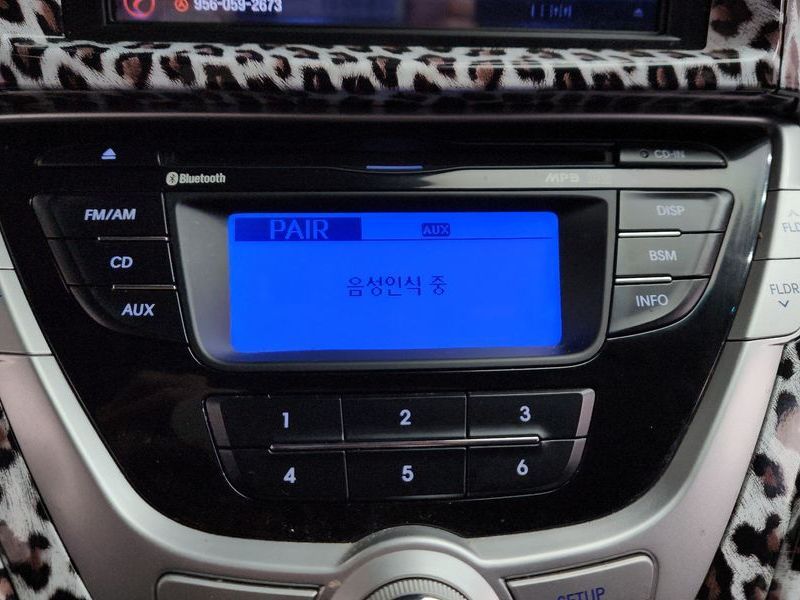 956-059-2673
CD-IN
Bluetooth
MP3
FM/AM
PAIR
AUX
DISP
FLD
CD
음성인식 중
BSM
AUX
INFO
FLDR
1
2
3
4
5
6
SETUP